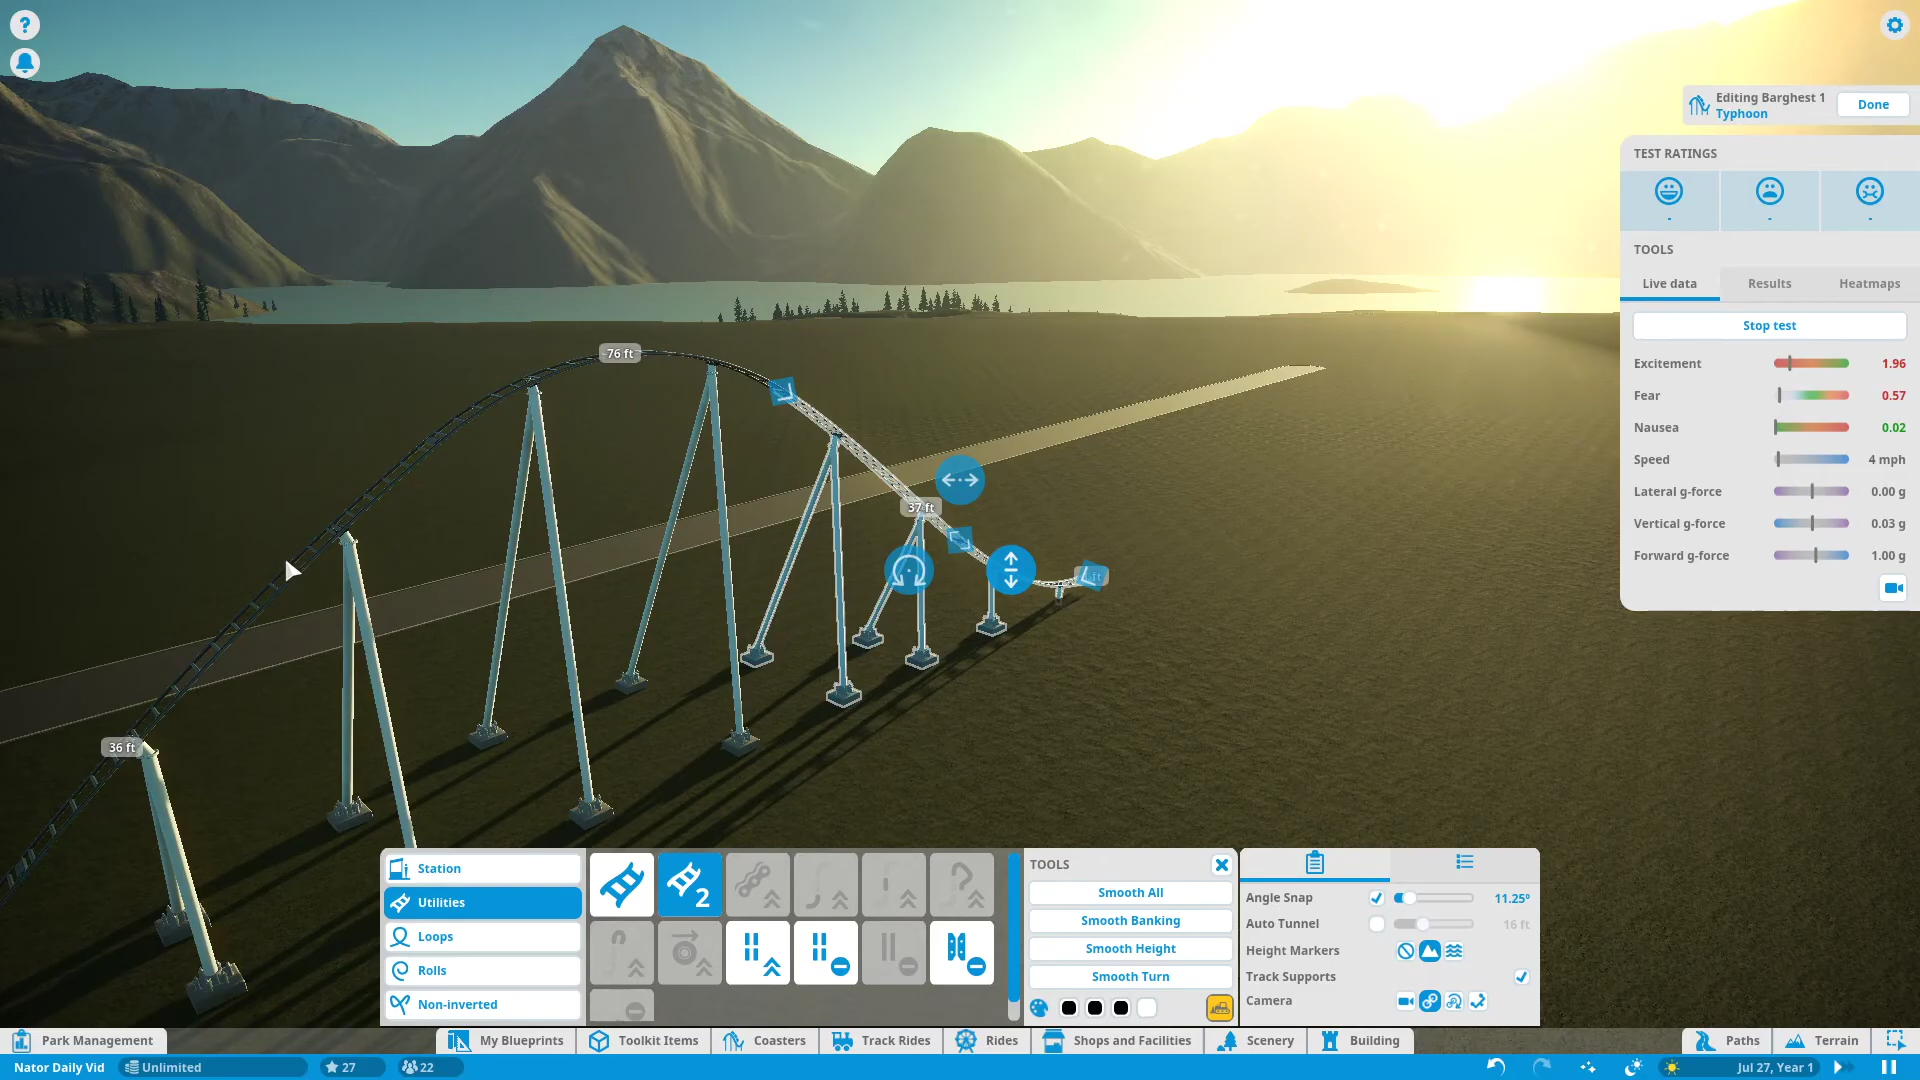 ?
Editing Barghest 1
Typhoon
Done
TEST RATINGS
- - -
TOOLS
Live data Results Heatmaps
Stop test
Excitement 1.96
Fear 0.57
Nausea 0.02
Speed 4 mph
Lateral g-force 0.00 g
Vertical g-force 0.03 g
Forward g-force 1.00 g
76 ft
37 ft
36 ft
Station
Utilities
Loops
Rolls
Non-inverted
2
TOOLS
Smooth All
Smooth Banking
Smooth Height
Smooth Turn
Angle Snap 11.25°
Auto Tunnel 16 ft
Height Markers
Track Supports
Camera
Park Management My Blueprints Toolkit Items Coasters Track Rides Rides Shops and Facilities Scenery Building Paths Terrain
Nator Daily Vid Unlimited 27 22 Jul 27, Year 1